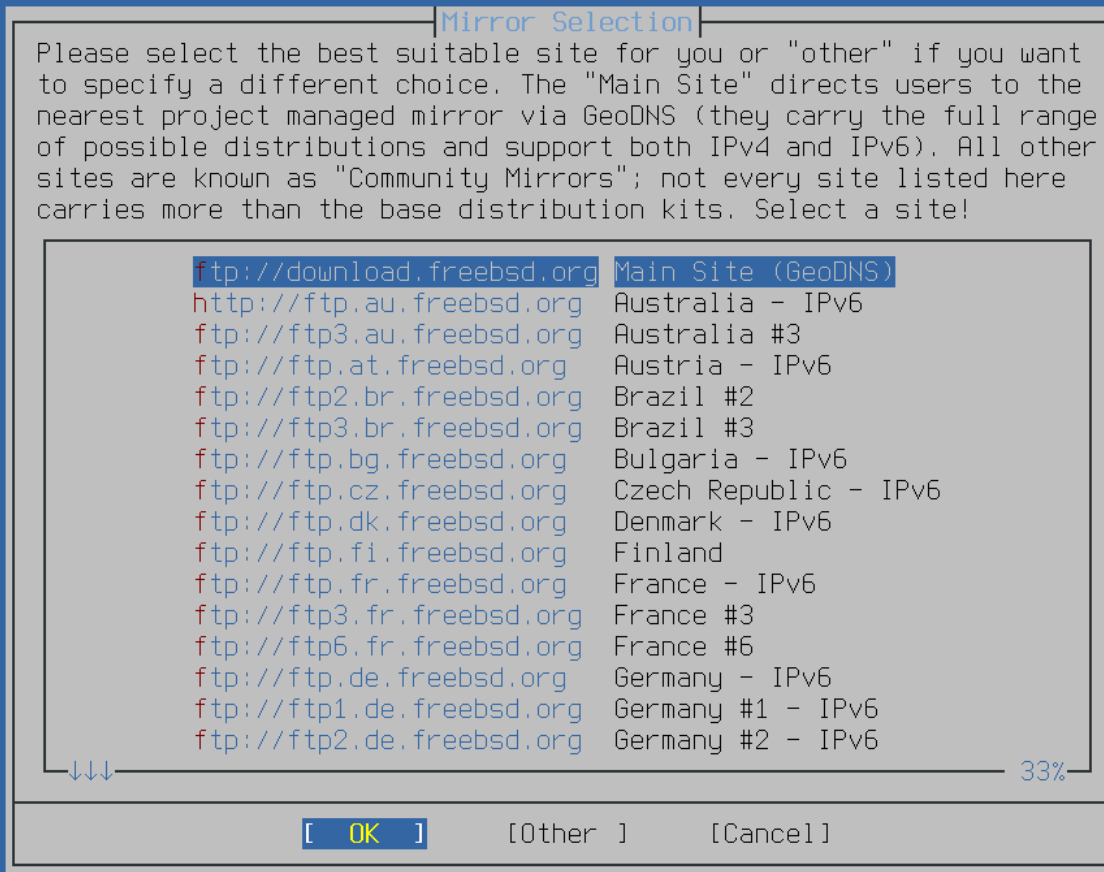 Mirror Selection
Please select the best suitable site for you or "other" if you want
to specify a different choice. The "Main Site" directs users to the
nearest project managed mirror via GeoDNS (they carry the full range
of possible distributions and support both IPv4 and IPv6). All other
sites are known as "Community Mirrors"; not every site listed here
carries more than the base distribution kits. Select a site!
ftp://download.freebsd.org Main Site (GeoDNS)
http://ftp.au.freebsd.org Australia - IPv6
ftp://ftp3.au.freebsd.org Australia #3
ftp://ftp.at.freebsd.org Austria - IPv6
ftp://ftp2.br.freebsd.org Brazil #2
ftp://ftp3.br.freebsd.org Brazil #3
ftp://ftp.bg.freebsd.org Bulgaria - IPv6
ftp://ftp.cz.freebsd.org Czech Republic - IPv6
ftp://ftp.dk.freebsd.org Denmark - IPv6
ftp://ftp.fi.freebsd.org Finland
ftp://ftp.fr.freebsd.org France - IPv6
ftp://ftp3.fr.freebsd.org France #3
ftp://ftp6.fr.freebsd.org France #6
ftp://ftp.de.freebsd.org Germany - IPv6
ftp://ftp1.de.freebsd.org Germany #1 - IPv6
ftp://ftp2.de.freebsd.org Germany #2 - IPv6
↓↓↓ 33%
[ OK ] [Other ] [Cancel]